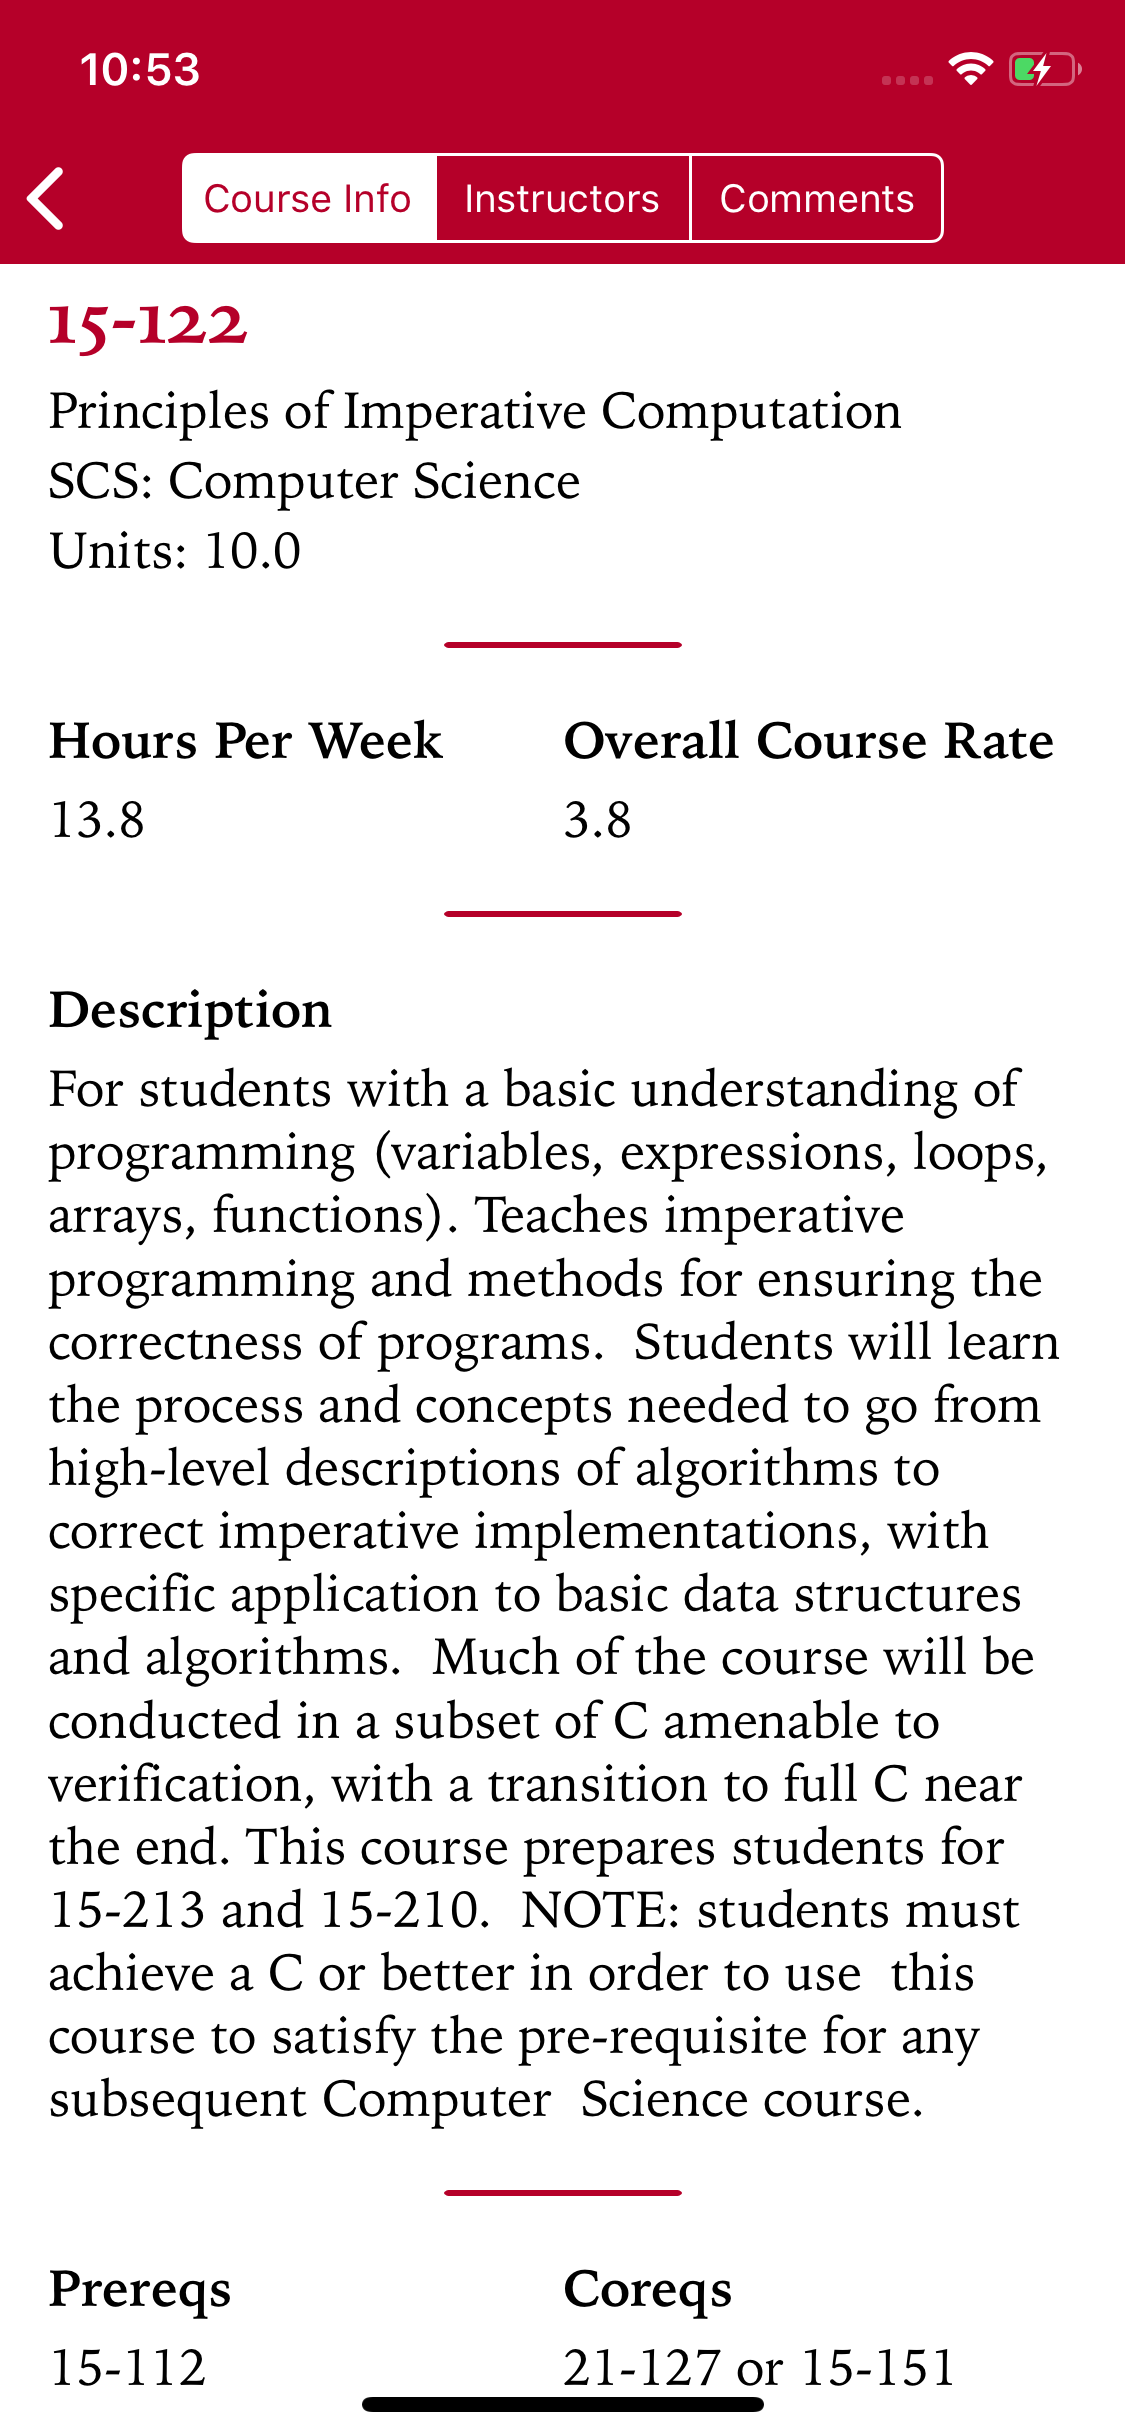 10:53
Course Info Instructors Comments
15-122
Principles of Imperative Computation
SCS: Computer Science
Units: 10.0
Hours Per Week Overall Course Rate
13.8 3.8
Description
For students with a basic understanding of
programming (variables, expressions, loops,
arrays, functions). Teaches imperative
programming and methods for ensuring the
correctness of programs.  Students will learn
the process and concepts needed to go from
high-level descriptions of algorithms to
correct imperative implementations, with
specific application to basic data structures
and algorithms.  Much of the course will be
conducted in a subset of C amenable to
verification, with a transition to full C near
the end. This course prepares students for
15-213 and 15-210.  NOTE: students must
achieve a C or better in order to use  this
course to satisfy the pre-requisite for any
subsequent Computer  Science course.
Prereqs Coreqs
15-112 21-127 or 15-151